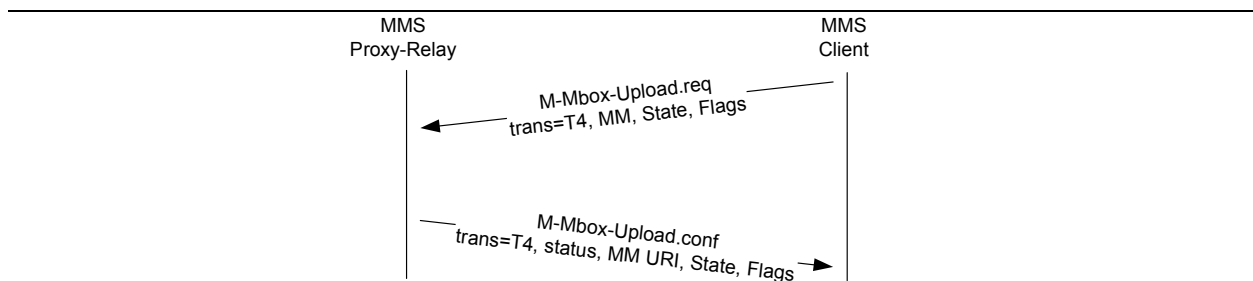 MMS
Proxy-Relay
MMS
Client
M-Mbox-Upload.req
trans=T4, MM, State, Flags
M-Mbox-Upload.conf
trans=T4, status, MM URI, State, Flags